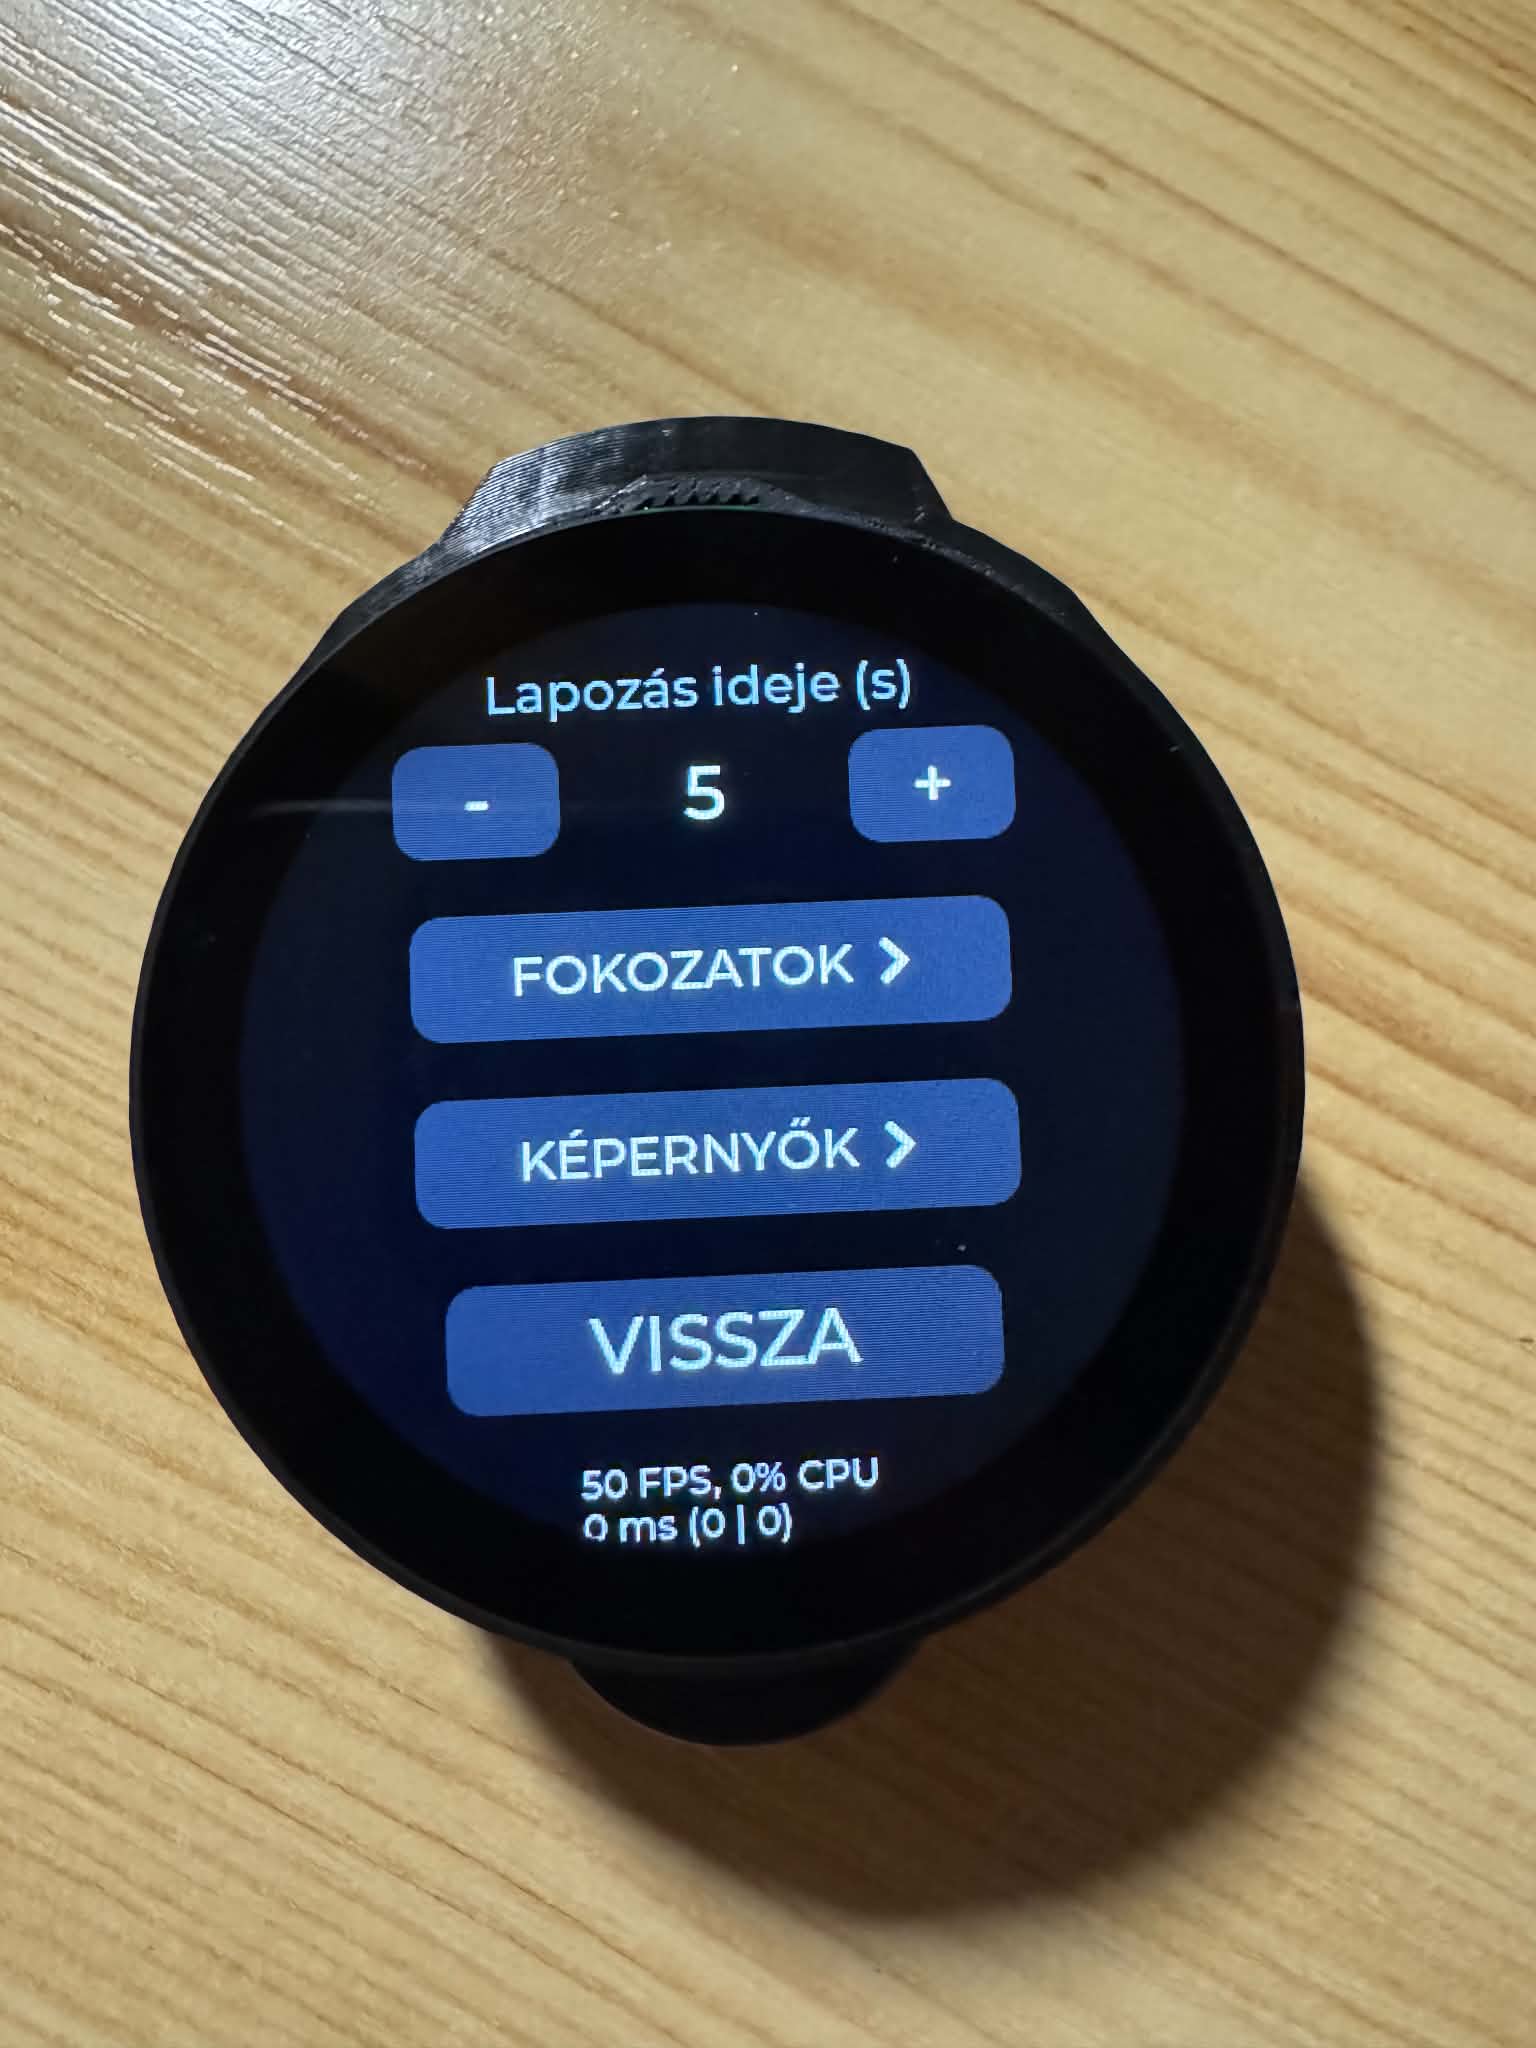 Lapozás ideje (s)
- 5 +
FOKOZATOK >
KÉPERNYŐK >
VISSZA
50 FPS, 0% CPU
0 ms (0 | 0)